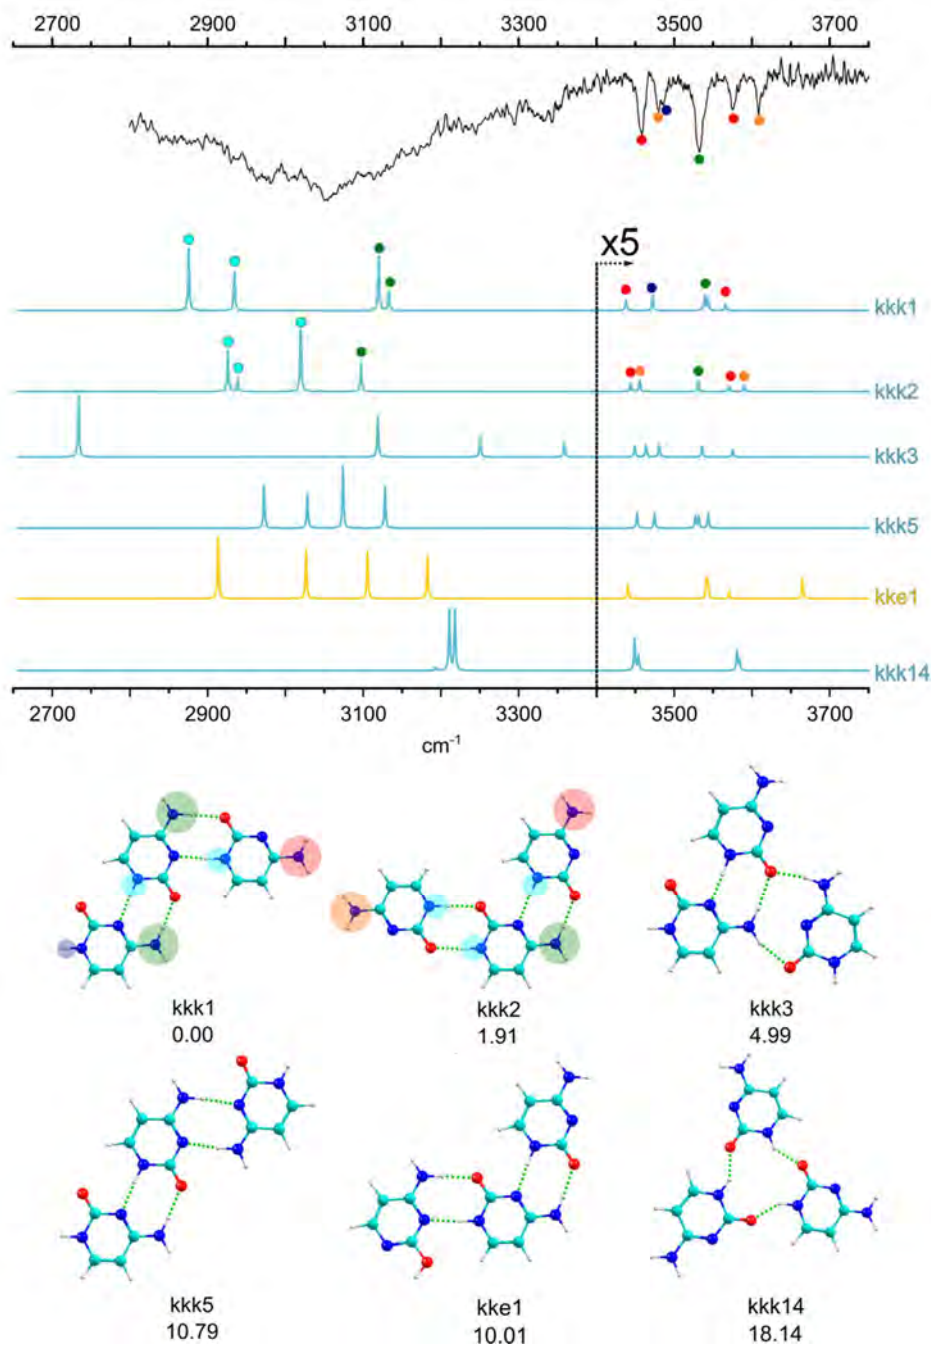 2700 2900 3100 3300 3500 3700
x5
kkk1
kkk2
kkk3
kkk5
kke1
kkk14
2700 2900 3100 3300 3500 3700
cm⁻¹
kkk1 kkk2 kkk3
0.00 1.91 4.99
kkk5 kke1 kkk14
10.79 10.01 18.14